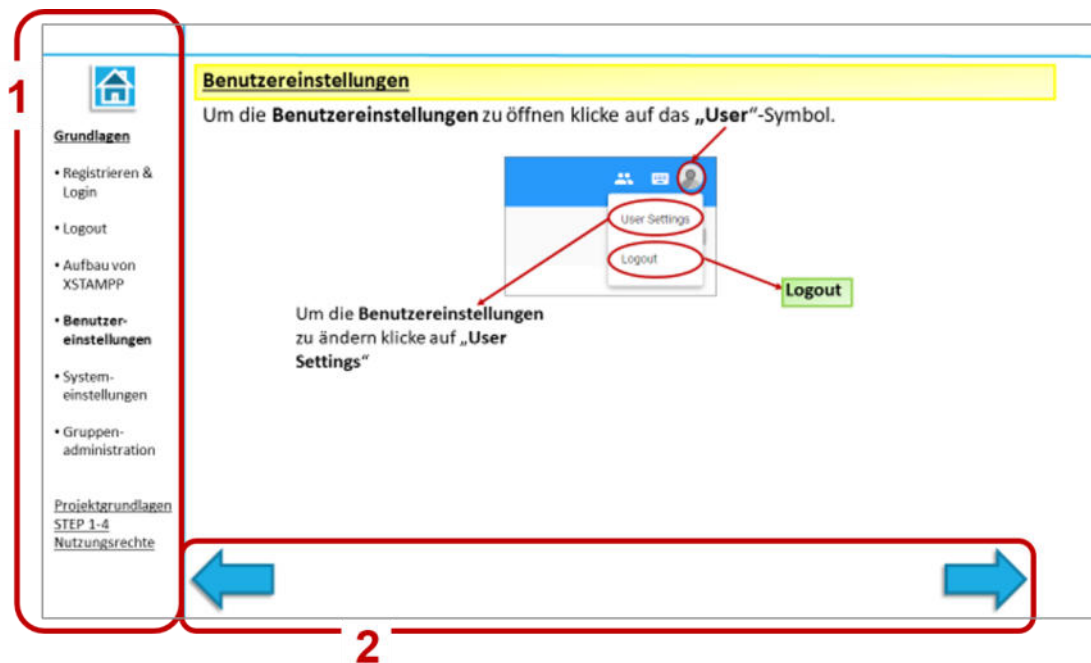 1
Grundlagen
• Registrieren &
Login
• Logout
• Aufbau von
XSTAMPP
• Benutzer-
einstellungen
• System-
einstellungen
• Gruppen-
administration
Projektgrundlagen
STEP 1-4
Nutzungsrechte
Benutzereinstellungen
Um die Benutzereinstellungen zu öffnen klicke auf das „User“-Symbol.
User Settings
Logout
Logout
Um die Benutzereinstellungen
zu ändern klicke auf „User
Settings“
2